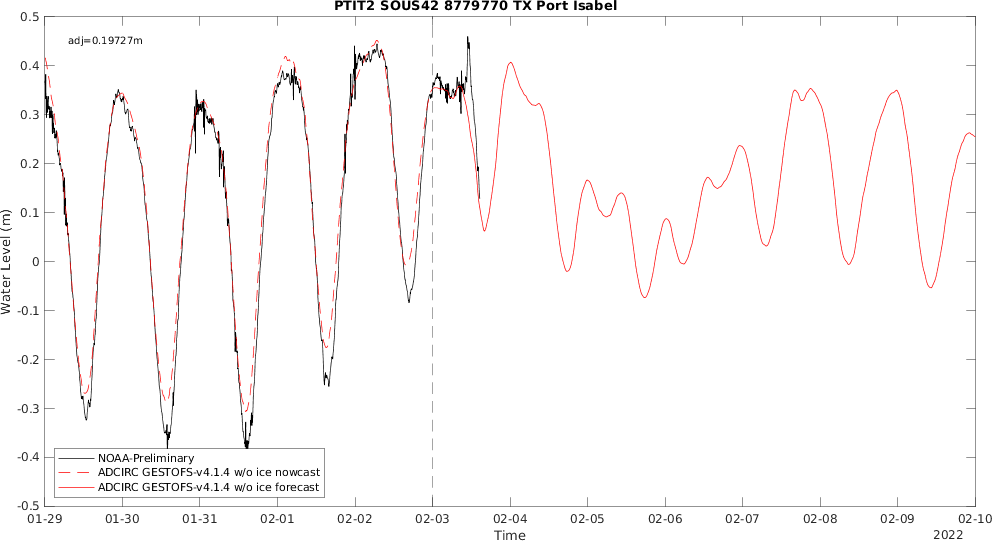 PTIT2 SOUS42 8779770 TX Port Isabel
adj=0.19727m
0.5
0.4
0.3
0.2
0.1
0
-0.1
-0.2
-0.3
-0.4
-0.5
Water Level (m)
NOAA-Preliminary
ADCIRC GESTOFS-v4.1.4 w/o ice nowcast
ADCIRC GESTOFS-v4.1.4 w/o ice forecast
01-29 01-30 01-31 02-01 02-02 02-03 02-04 02-05 02-06 02-07 02-08 02-09 02-10
Time
2022